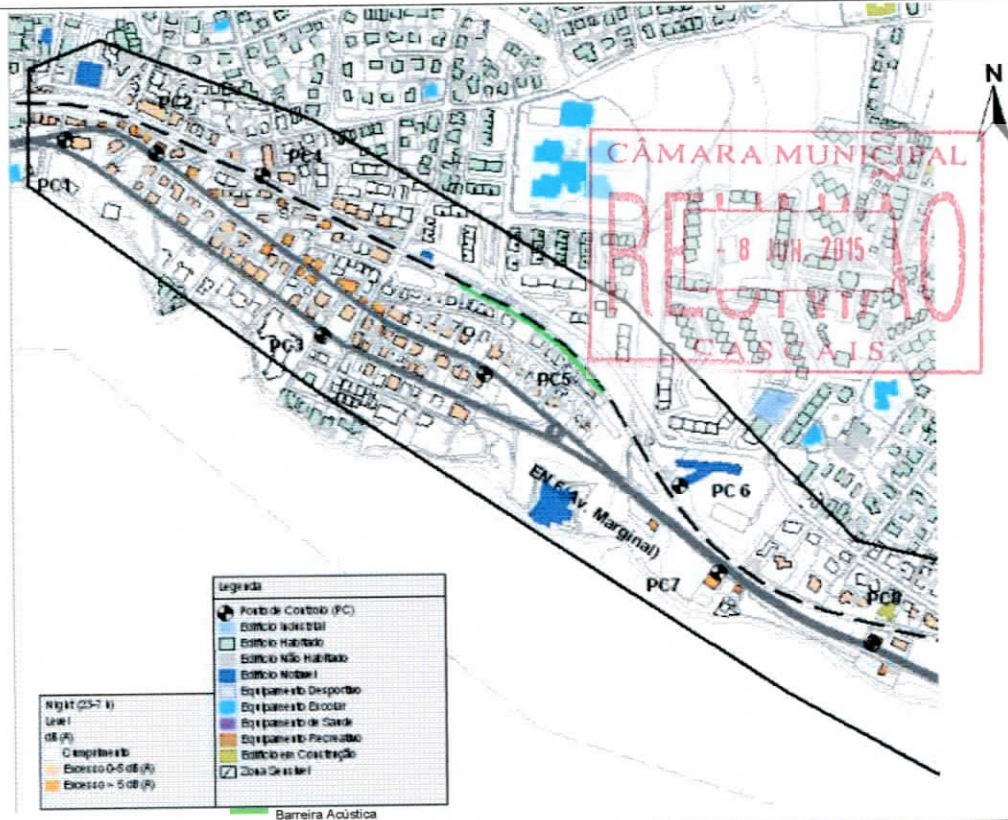 N
CÂMARA MUNICIPAL
REUNIÃO
- 8 JUN. 2015
CASCAIS
PC2
PC4
PC1
PC3
PC5
PC 6
EN 6 (Av. Marginal)
PC7
PC8
Legenda
Ponto de Controlo (PC)
Edifício Industrial
Edifício Habitado
Edifício Não Habitado
Edifício Notável
Equipamento Desportivo
Equipamento Escolar
Equipamento de Saúde
Equipamento Recreativo
Edifício em Construção
Zona Sensível
Night (23-7 h)
Level
dB (A)
Cumprimento
Excesso 0-5 dB (A)
Excesso > 5 dB (A)
Barreira Acústica